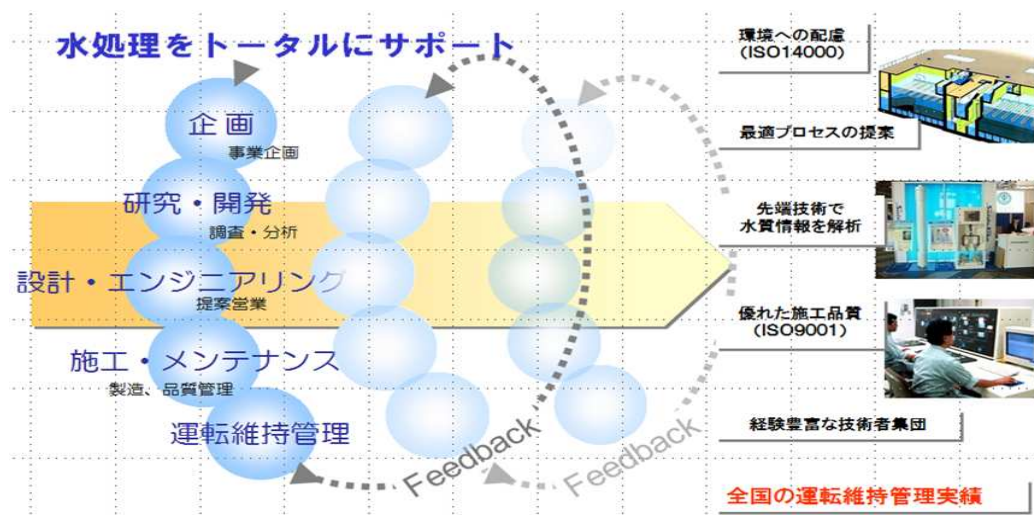 水処理をトータルにサポート
企画
事業企画
研究・開発
調査・分析
設計・エンジニアリング
提案営業
施工・メンテナンス
製造、品質管理
運転維持管理
Feedback
Feedback
環境への配慮
(ISO14000)
最適プロセスの提案
先端技術で
水質情報を解析
優れた施工品質
(ISO9001)
経験豊富な技術者集団
全国の運転維持管理実績